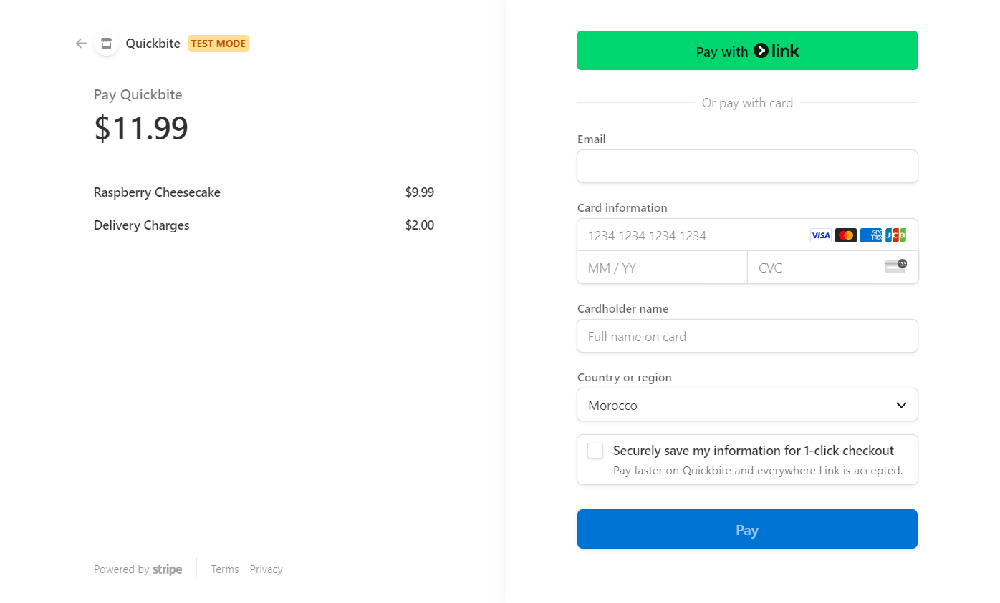 Quickbite TEST MODE
Pay Quickbite
$11.99
Raspberry Cheesecake $9.99
Delivery Charges $2.00
Powered by stripe Terms Privacy
Pay with link
Or pay with card
Email
Card information
1234 1234 1234 1234 VISA AMEX JCB
MM / YY CVC 135
Cardholder name
Full name on card
Country or region
Morocco
Securely save my information for 1-click checkout
Pay faster on Quickbite and everywhere Link is accepted.
Pay